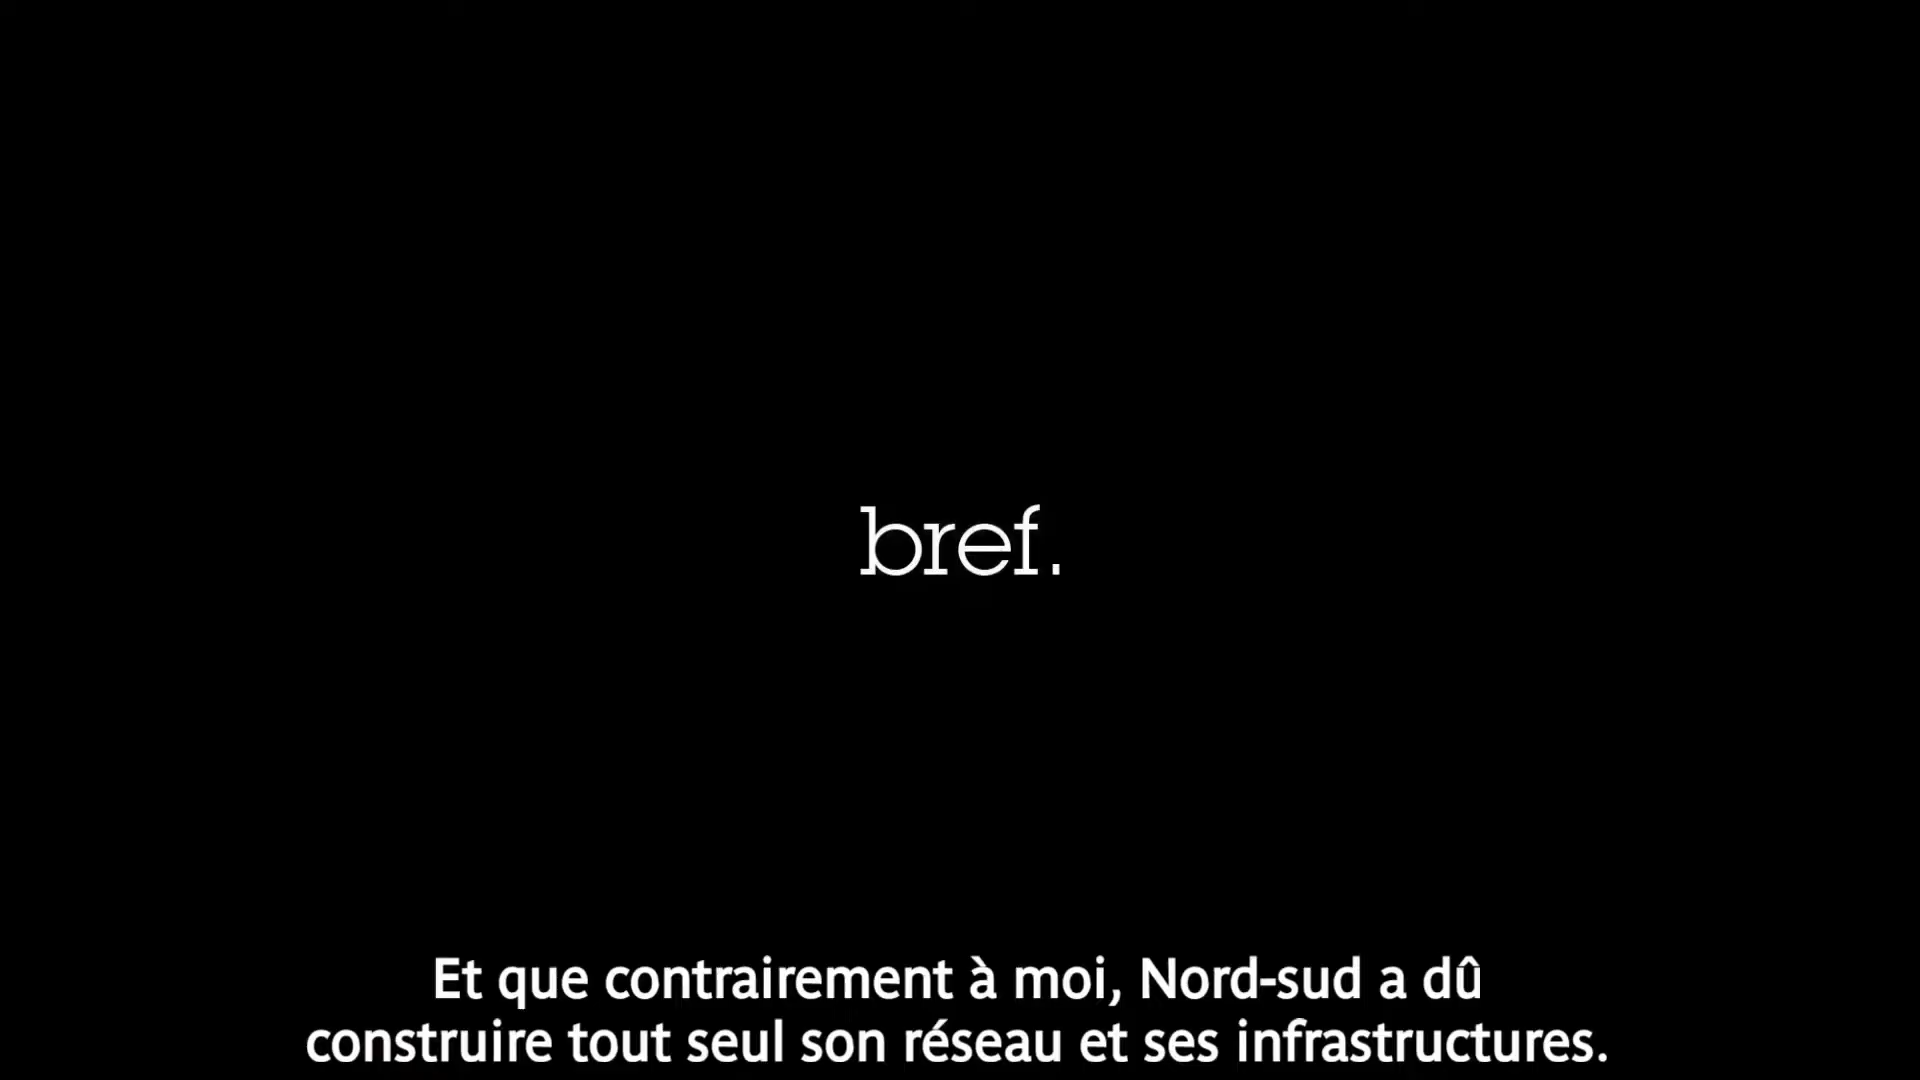 bref.
Et que contrairement à moi, Nord-sud a dû
construire tout seul son réseau et ses infrastructures.